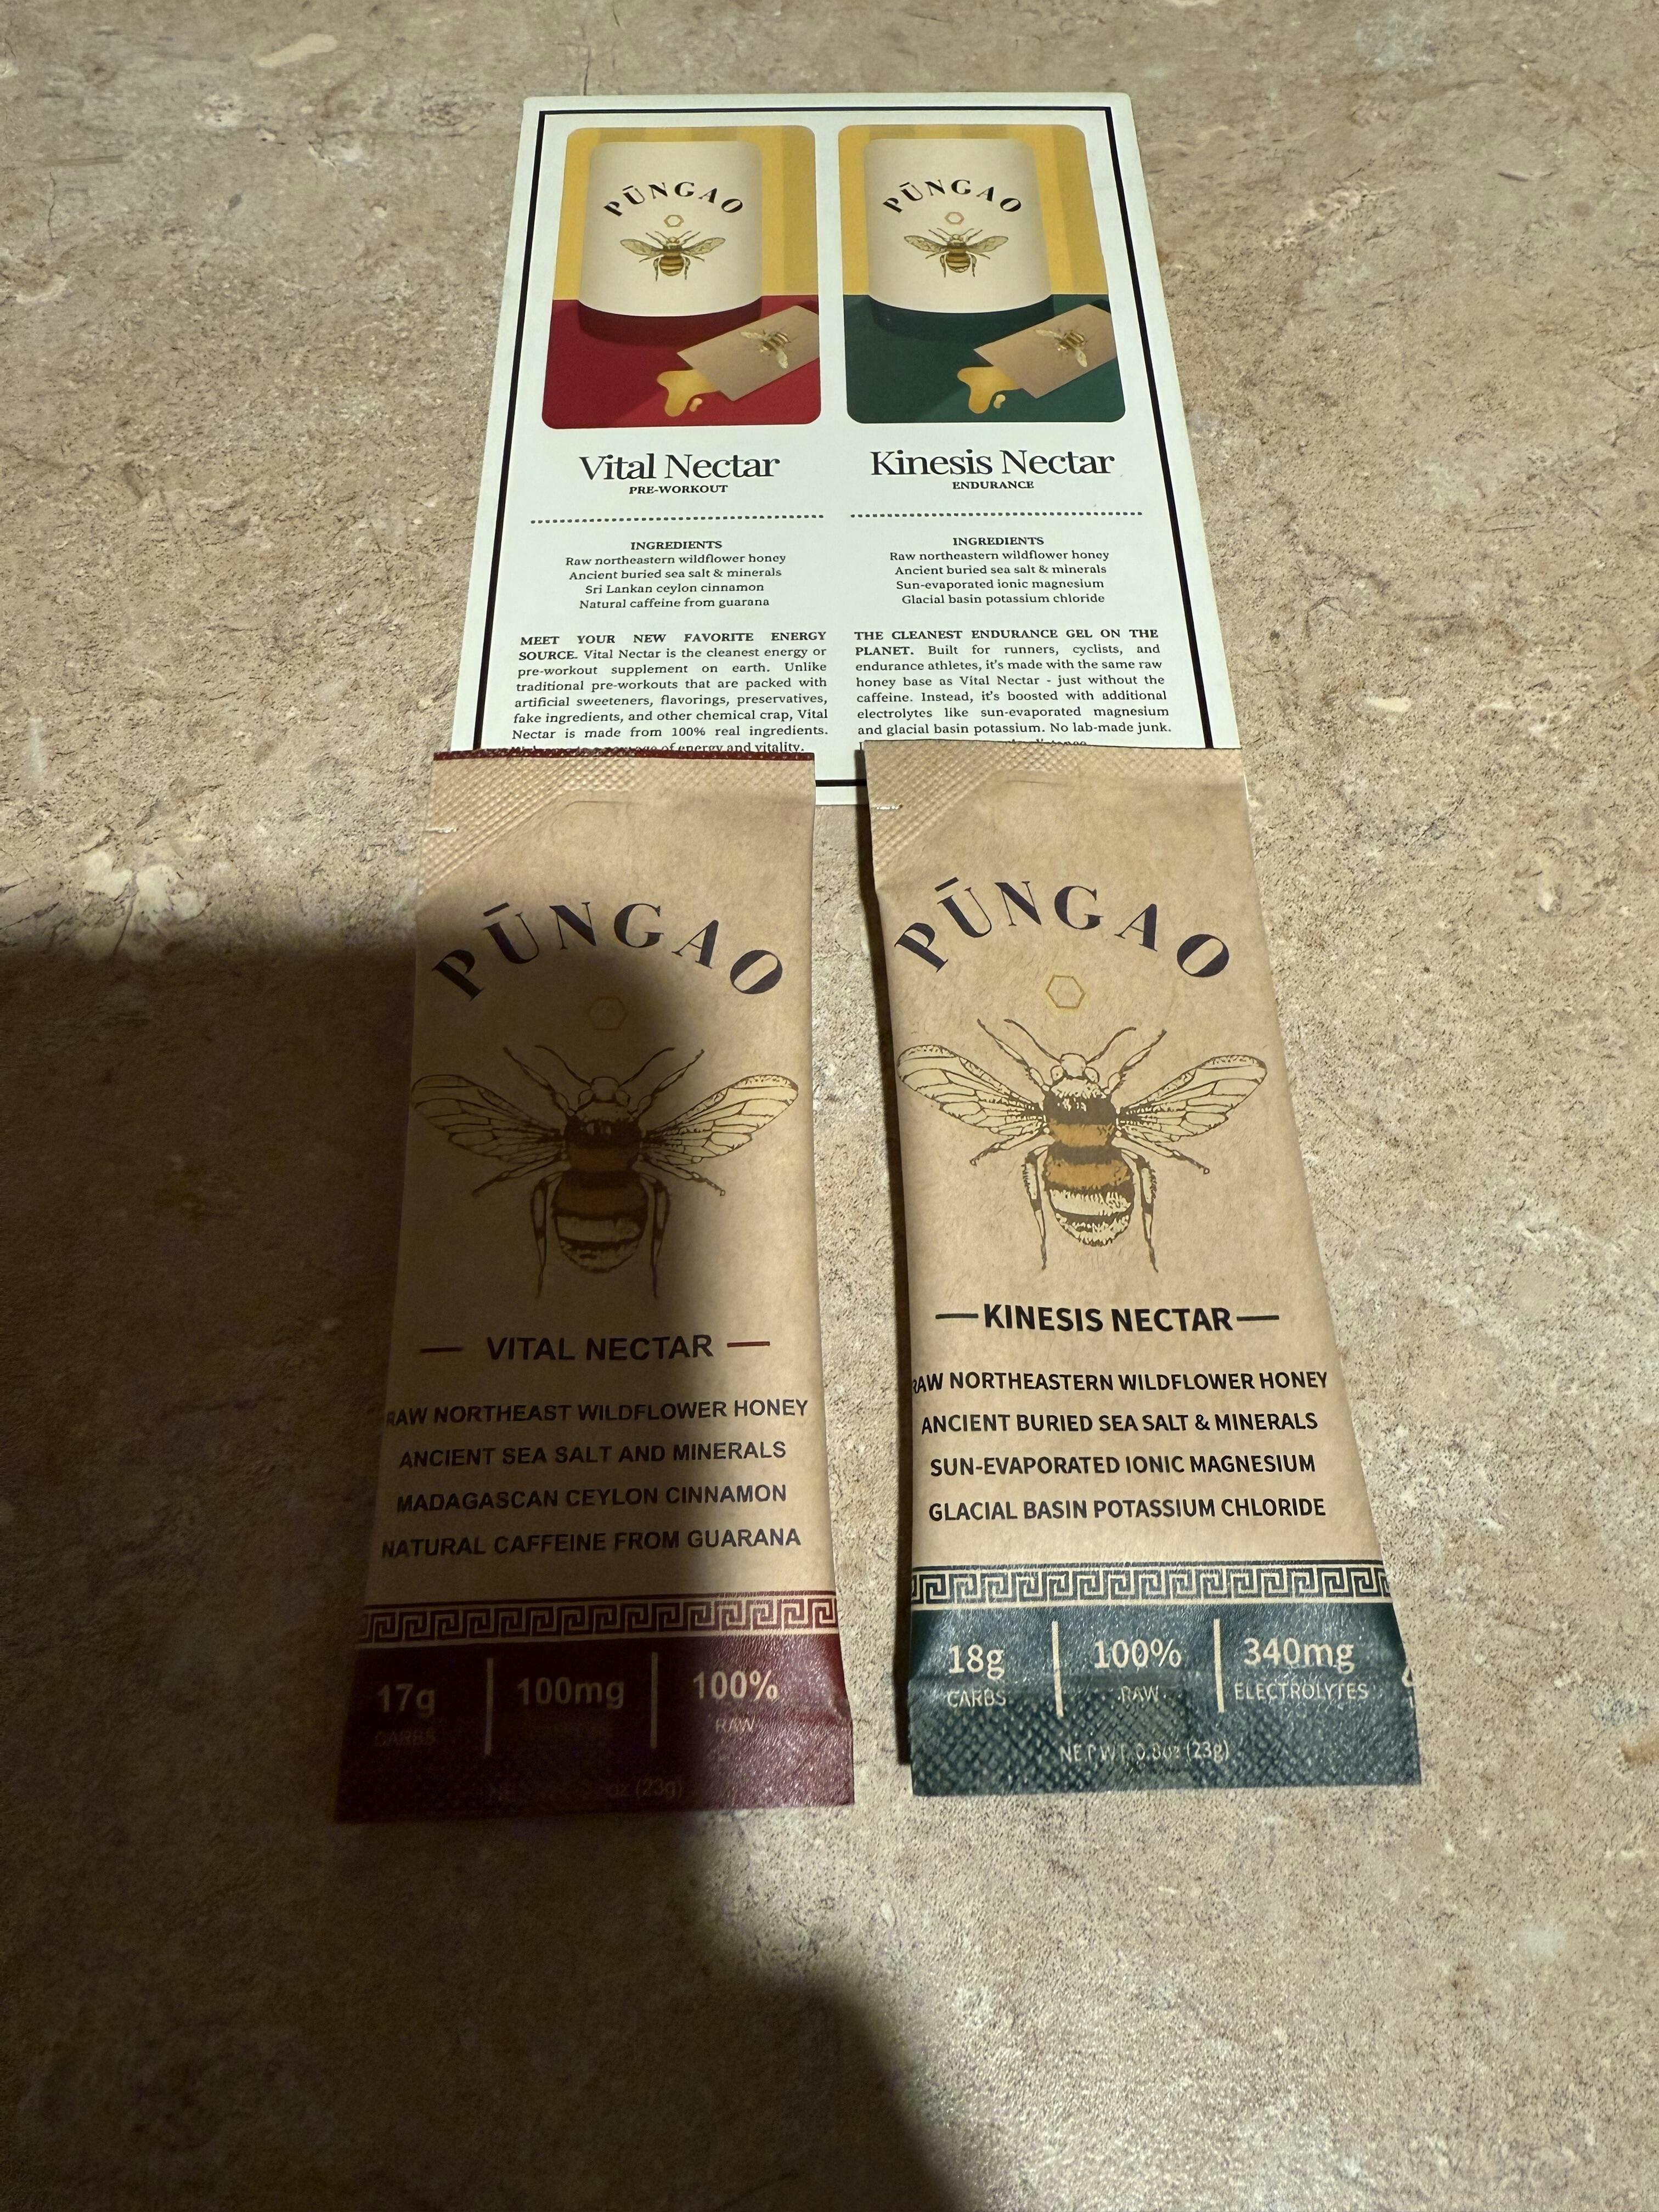 PŪNGAO
PŪNGAO
Vital Nectar
PRE-WORKOUT
INGREDIENTS
Raw northeastern wildflower honey
Ancient buried sea salt & minerals
Sri Lankan ceylon cinnamon
Natural caffeine from guarana
MEET YOUR NEW FAVORITE ENERGY
SOURCE. Vital Nectar is the cleanest energy or
pre-workout supplement on earth. Unlike
traditional pre-workouts that are packed with
artificial sweeteners, flavorings, preservatives,
fake ingredients, and other chemical crap, Vital
Nectar is made from 100% real ingredients.
of energy and vitality.
Kinesis Nectar
ENDURANCE
INGREDIENTS
Raw northeastern wildflower honey
Ancient buried sea salt & minerals
Sun-evaporated ionic magnesium
Glacial basin potassium chloride
THE CLEANEST ENDURANCE GEL ON THE
PLANET. Built for runners, cyclists, and
endurance athletes, it's made with the same raw
honey base as Vital Nectar - just without the
caffeine. Instead, it's boosted with additional
electrolytes like sun-evaporated magnesium
and glacial basin potassium. No lab-made junk.
PŪNGAO
VITAL NECTAR
RAW NORTHEAST WILDFLOWER HONEY
ANCIENT SEA SALT AND MINERALS
MADAGASCAN CEYLON CINNAMON
NATURAL CAFFEINE FROM GUARANA
17g
CARBS
100mg
100%
RAW
(23g)
PŪNGAO
KINESIS NECTAR
RAW NORTHEASTERN WILDFLOWER HONEY
ANCIENT BURIED SEA SALT & MINERALS
SUN-EVAPORATED IONIC MAGNESIUM
GLACIAL BASIN POTASSIUM CHLORIDE
18g
CARBS
100%
RAW
340mg
ELECTROLYTES
NET WT. 0.8oz (23g)